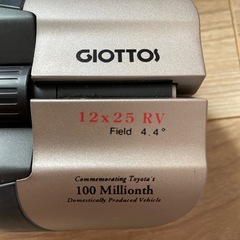 GIOTTOS
12x25 RV
Field 4.4°
Commemorating Toyota's
100 Millionth
Domestically Produced Vehicle